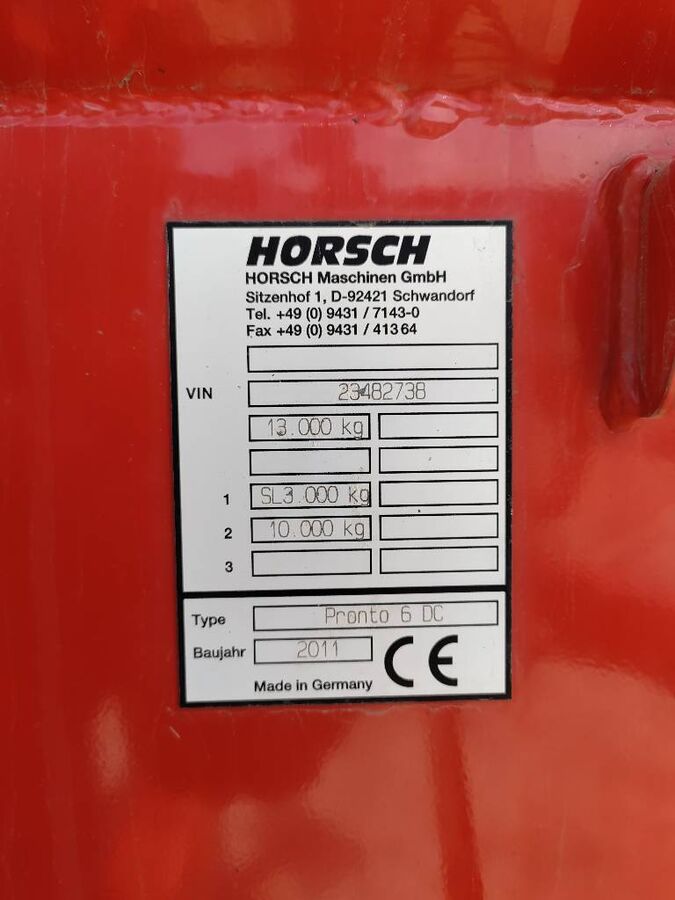 HORSCH
HORSCH Maschinen GmbH
Sitzenhof 1, D-92421 Schwandorf
Tel. +49 (0) 9431 / 7143-0
Fax +49 (0) 9431 / 41364
VIN 23482738
13.000 kg
1 SL3.000 kg
2 10.000 kg
3
Type Pronto 6 DC
Baujahr 2011 CE
Made in Germany